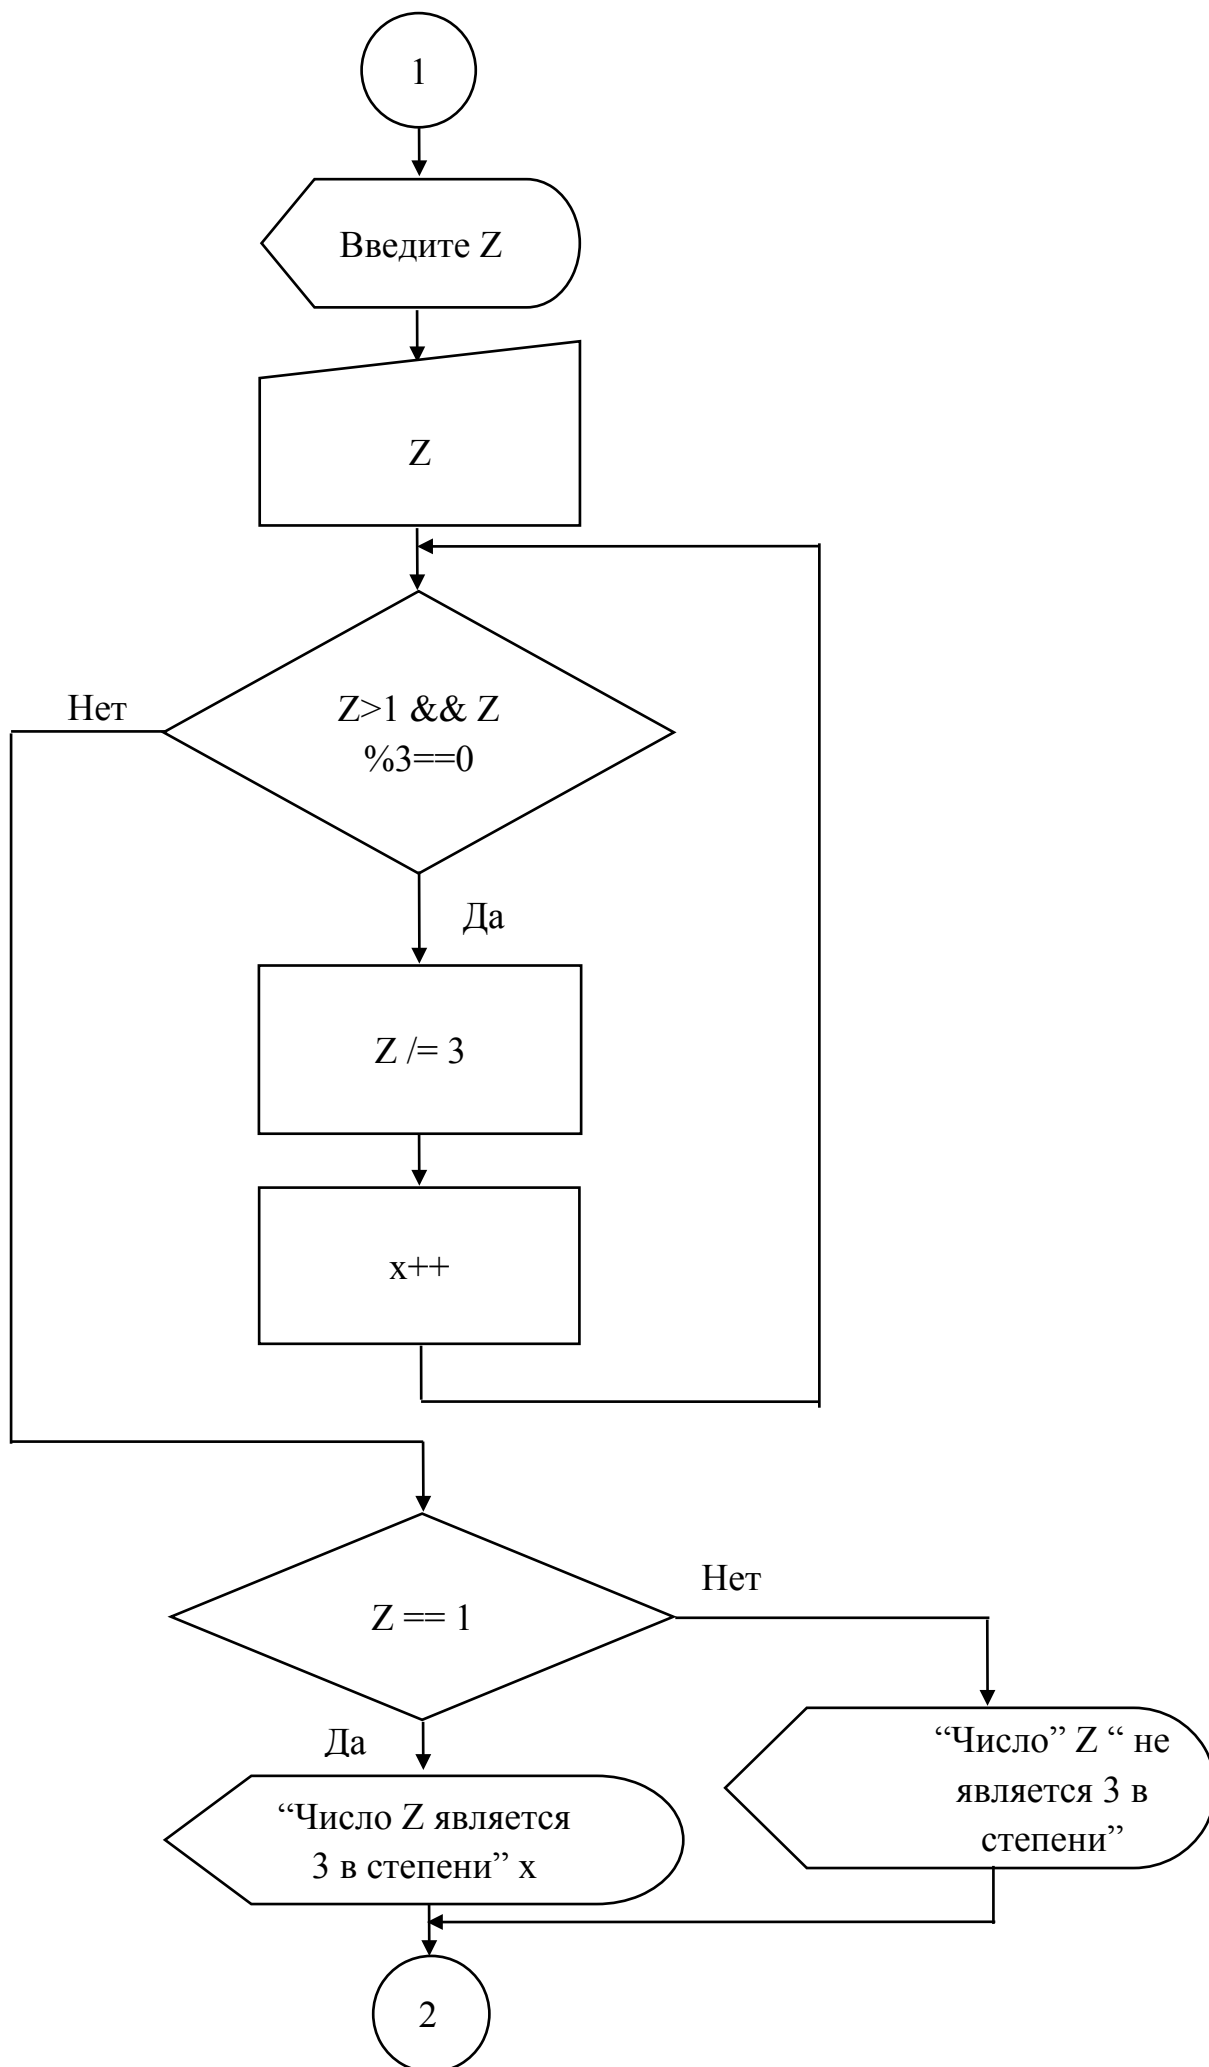 1
Введите Z
Z
Нет
Z>1 && Z
%3==0
Да
Z /= 3
x++
Z == 1
Нет
Да
“Число Z является
3 в степени” x
“Число” Z “ не
является 3 в
степени”
2